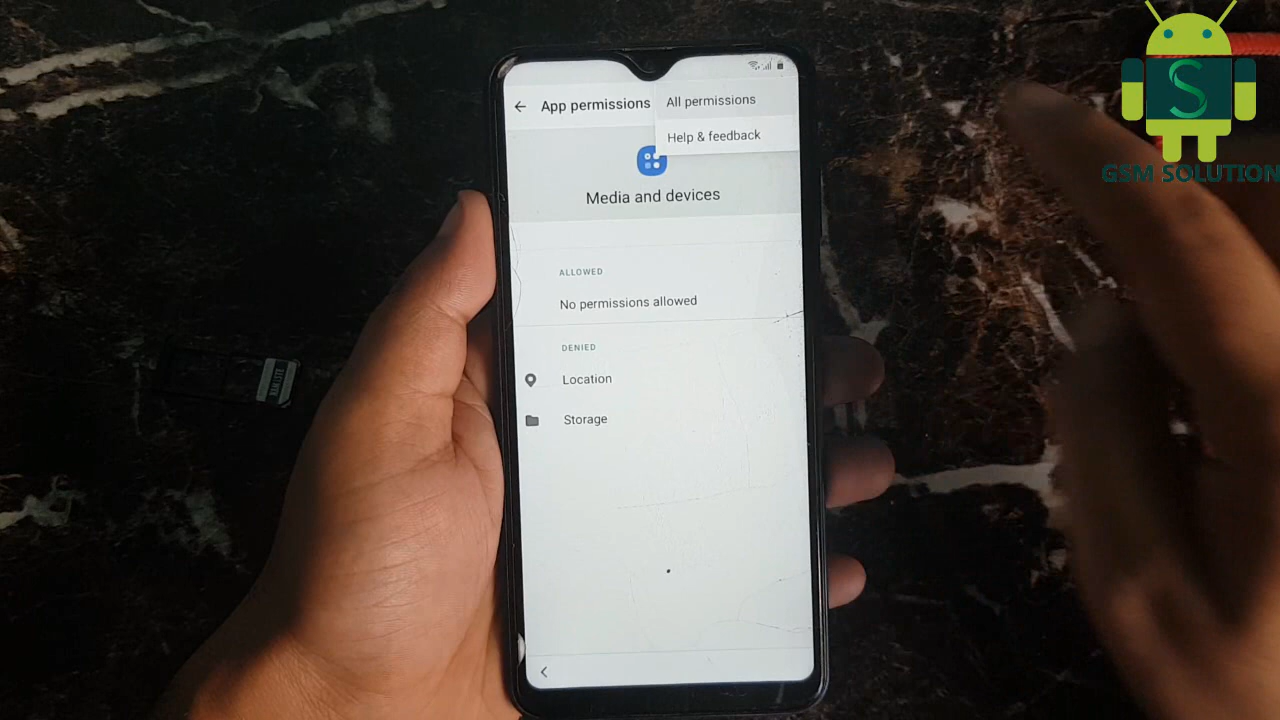 App permissions
All permissions
Help & feedback
Media and devices
ALLOWED
No permissions allowed
DENIED
Location
Storage
S
GSM SOLUTION